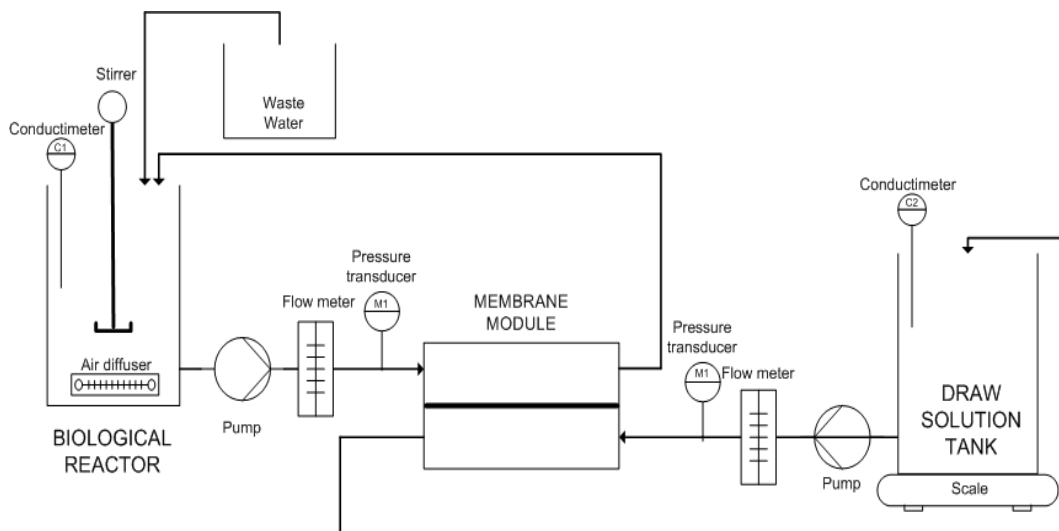 Stirrer
Conductimeter
C1
Waste
Water
Air diffuser
BIOLOGICAL
REACTOR
Pump
Flow meter
Pressure
transducer
M1
MEMBRANE
MODULE
Pressure
transducer
M1
Flow meter
Pump
Conductimeter
C2
DRAW
SOLUTION
TANK
Scale